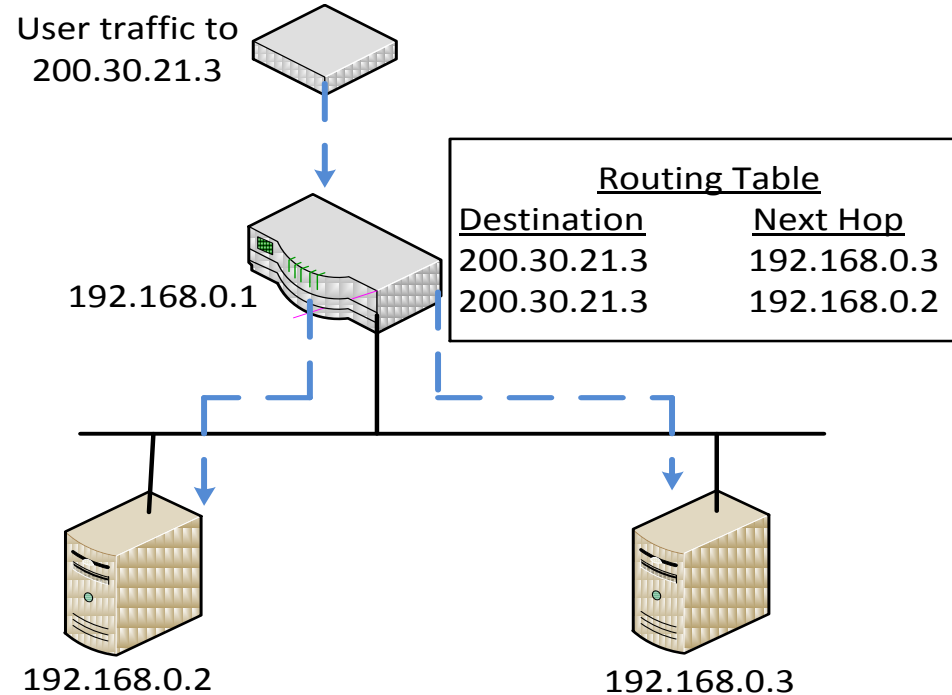 User traffic to
200.30.21.3
Routing Table
Destination Next Hop
200.30.21.3 192.168.0.3
200.30.21.3 192.168.0.2
192.168.0.1
192.168.0.2
192.168.0.3